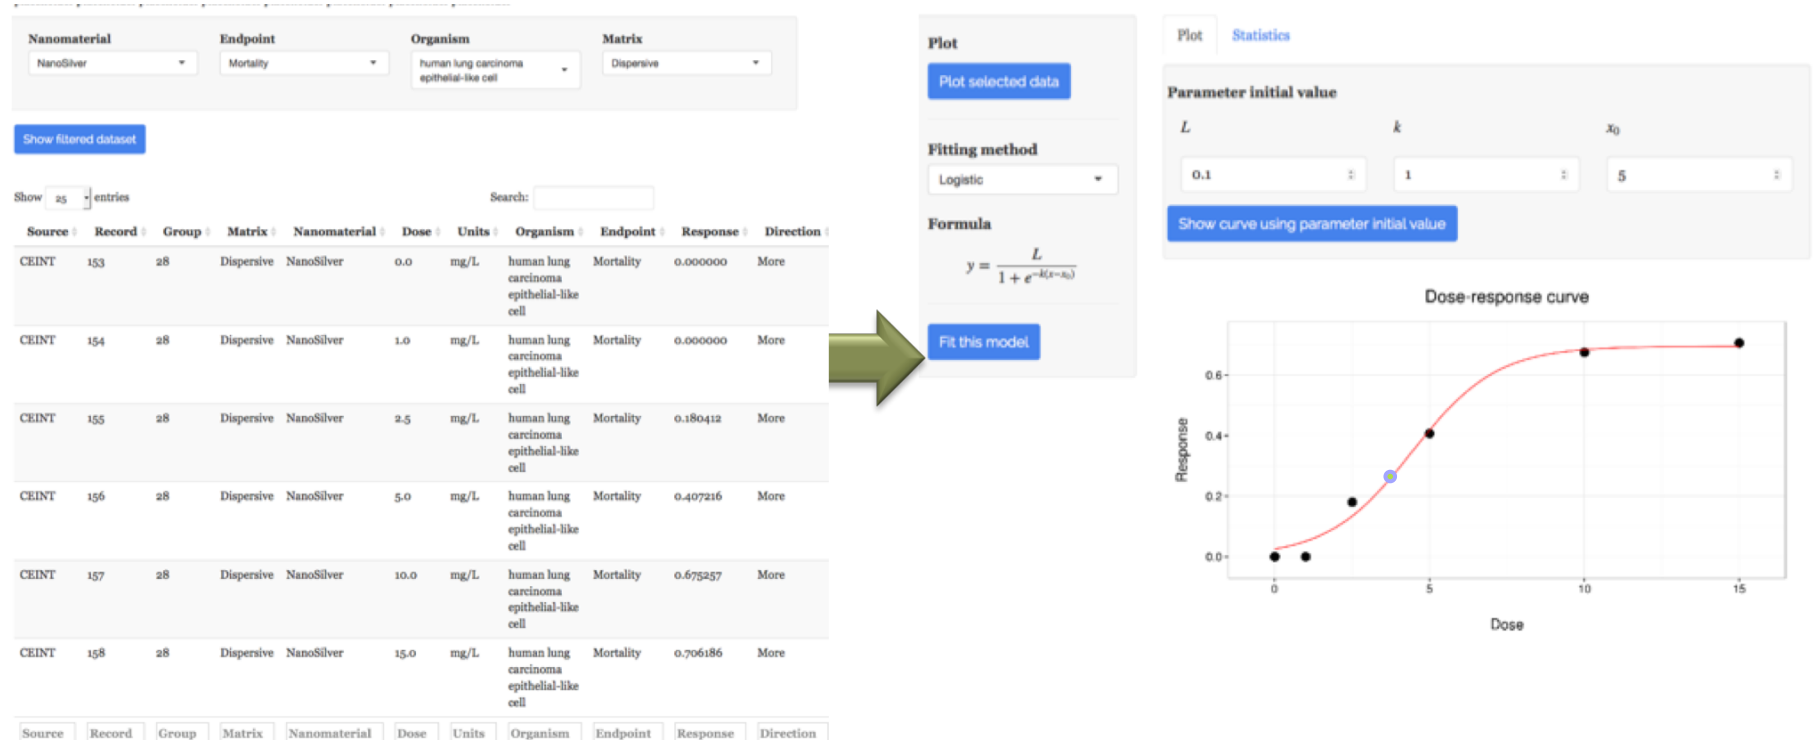 Nanomaterial Endpoint Organism Matrix
NanoSilver Mortality human lung carcinoma epithelial-like cell Dispersive
Show filtered dataset
Show 25 entries Search:
Source Record Group Matrix Nanomaterial Dose Units Organism Endpoint Response Direction
CEINT 153 28 Dispersive NanoSilver 0.0 mg/L human lung carcinoma epithelial-like cell Mortality 0.000000 More
CEINT 154 28 Dispersive NanoSilver 1.0 mg/L human lung carcinoma epithelial-like cell Mortality 0.000000 More
CEINT 155 28 Dispersive NanoSilver 2.5 mg/L human lung carcinoma epithelial-like cell Mortality 0.180412 More
CEINT 156 28 Dispersive NanoSilver 5.0 mg/L human lung carcinoma epithelial-like cell Mortality 0.407216 More
CEINT 157 28 Dispersive NanoSilver 10.0 mg/L human lung carcinoma epithelial-like cell Mortality 0.675257 More
CEINT 158 28 Dispersive NanoSilver 15.0 mg/L human lung carcinoma epithelial-like cell Mortality 0.706186 More
Source Record Group Matrix Nanomaterial Dose Units Organism Endpoint Response Direction
Plot
Plot selected data
Fitting method
Logistic
Formula
y = L / (1 + e^{-k(x-x₀)})
Fit this model
Plot Statistics
Parameter initial value
L k x₀
0.1 1 5
Show curve using parameter initial value
Dose-response curve
Response
0.6
0.4
0.2
0.0
0 5 10 15
Dose